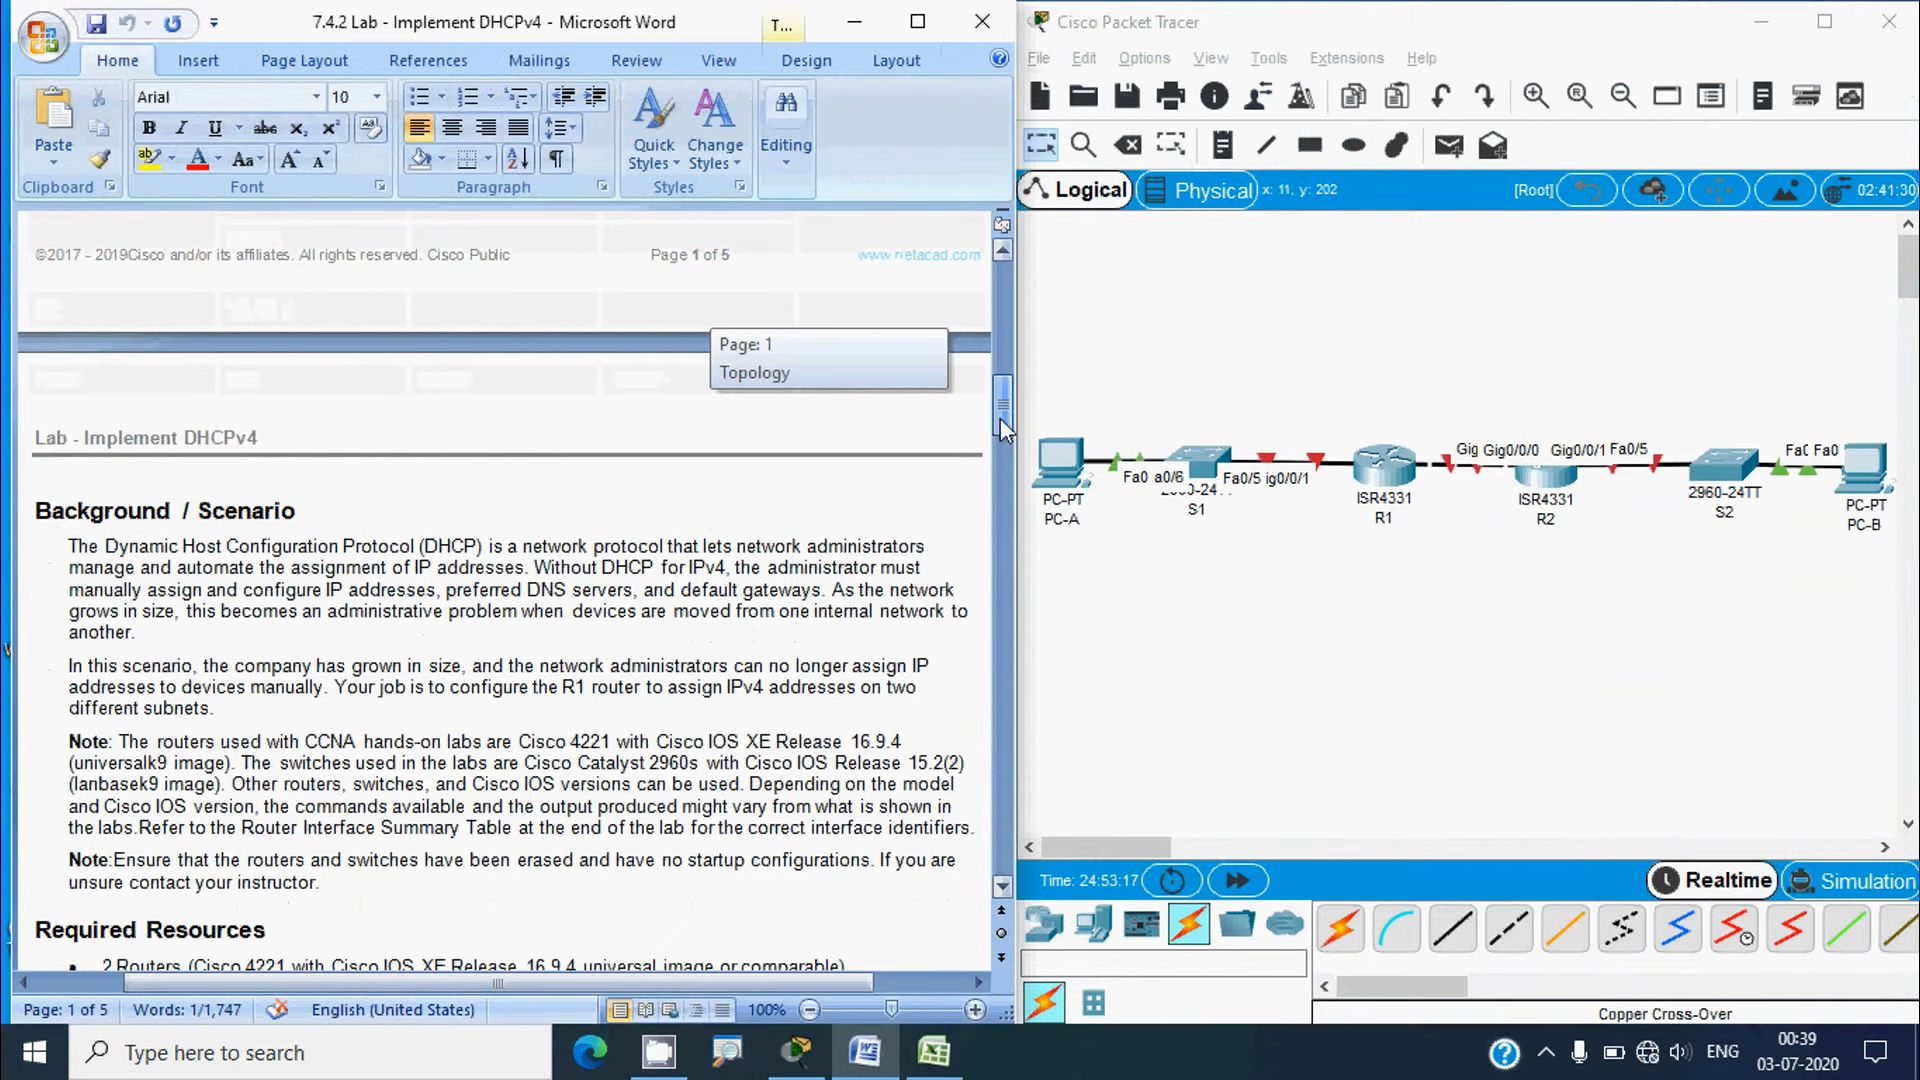 7.4.2 Lab - Implement DHCPv4 - Microsoft Word
T...
Home
Insert
Page Layout
References
Mailings
Review
View
Design
Layout
Arial
10
Paste
Quick Styles
Change Styles
Editing
Clipboard
Font
Paragraph
Styles
©2017 - 2019Cisco and/or its affiliates. All rights reserved. Cisco Public
Page 1 of 5
www.netacad.com
Page: 1
Topology
Lab - Implement DHCPv4
Background / Scenario
The Dynamic Host Configuration Protocol (DHCP) is a network protocol that lets network administrators
manage and automate the assignment of IP addresses. Without DHCP for IPv4, the administrator must
manually assign and configure IP addresses, preferred DNS servers, and default gateways. As the network
grows in size, this becomes an administrative problem when devices are moved from one internal network to
another.
In this scenario, the company has grown in size, and the network administrators can no longer assign IP
addresses to devices manually. Your job is to configure the R1 router to assign IPv4 addresses on two
different subnets.
Note: The routers used with CCNA hands-on labs are Cisco 4221 with Cisco IOS XE Release 16.9.4
(universalk9 image). The switches used in the labs are Cisco Catalyst 2960s with Cisco IOS Release 15.2(2)
(lanbasek9 image). Other routers, switches, and Cisco IOS versions can be used. Depending on the model
and Cisco IOS version, the commands available and the output produced might vary from what is shown in
the labs.Refer to the Router Interface Summary Table at the end of the lab for the correct interface identifiers.
Note:Ensure that the routers and switches have been erased and have no startup configurations. If you are
unsure contact your instructor.
Required Resources
2 Routers (Cisco 4221 with Cisco IOS XE Release 16.9.4 universal image or comparable)
Page: 1 of 5
Words: 1/1,747
English (United States)
100%
Cisco Packet Tracer
File
Edit
Options
View
Tools
Extensions
Help
Logical
Physical
x: 11, y: 202
[Root]
02:41:30
Fa0
a0/6
Fa0/5
ig0/0/1
Gig
Gig0/0/0
Gig0/0/1
Fa0/5
Fa0
PC-PT
PC-A
S1
ISR4331
R1
ISR4331
R2
2960-24TT
S2
PC-PT
PC-B
Time: 24:53:17
Realtime
Simulation
Copper Cross-Over
Type here to search
ENG
00:39
03-07-2020